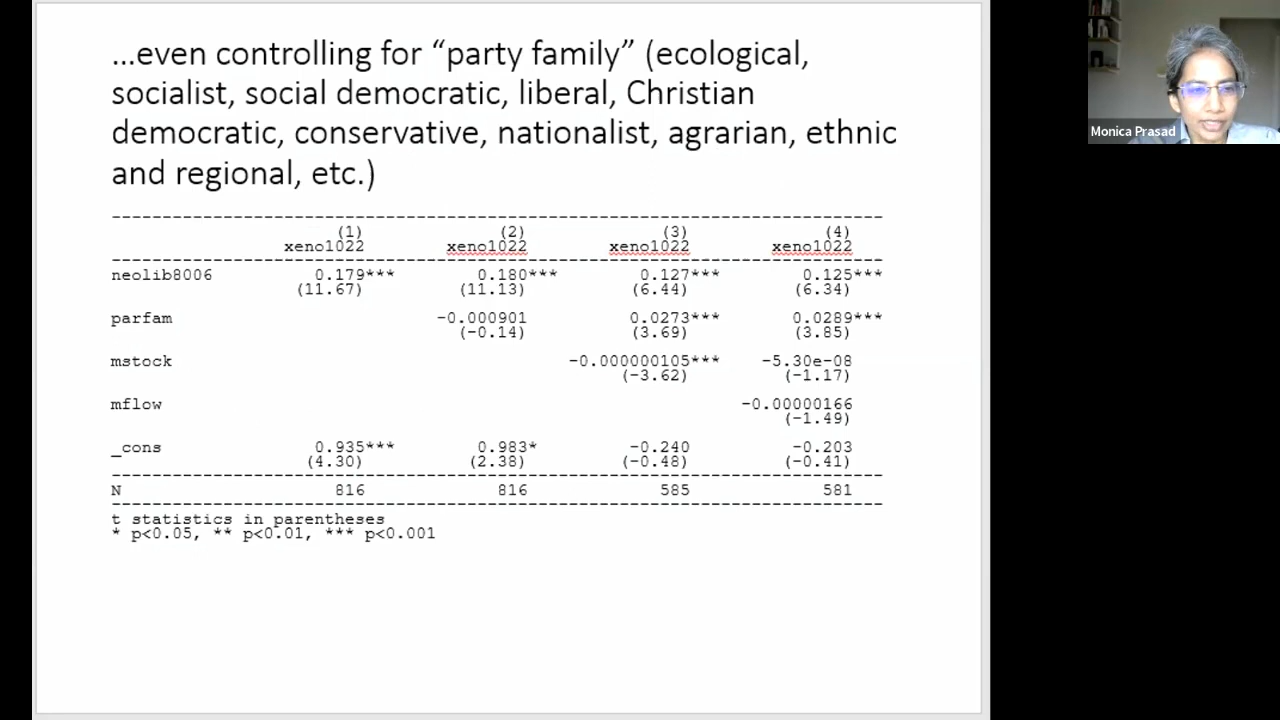 …even controlling for “party family” (ecological,
socialist, social democratic, liberal, Christian
democratic, conservative, nationalist, agrarian, ethnic
and regional, etc.)
Monica Prasad
--------------------------------------------------------------------------------
(1) (2) (3) (4)
xeno1022 xeno1022 xeno1022 xeno1022
--------------------------------------------------------------------------------
neolib8006 0.179*** 0.180*** 0.127*** 0.125***
(11.67) (11.13) (6.44) (6.34)
parfam -0.000901 0.0273*** 0.0289***
(-0.14) (3.69) (3.85)
mstock -0.000000105*** -5.30e-08
(-3.62) (-1.17)
mflow -0.00000166
(-1.49)
_cons 0.935*** 0.983* -0.240 -0.203
(4.30) (2.38) (-0.48) (-0.41)
--------------------------------------------------------------------------------
N 816 816 585 581
--------------------------------------------------------------------------------
t statistics in parentheses
* p<0.05, ** p<0.01, *** p<0.001